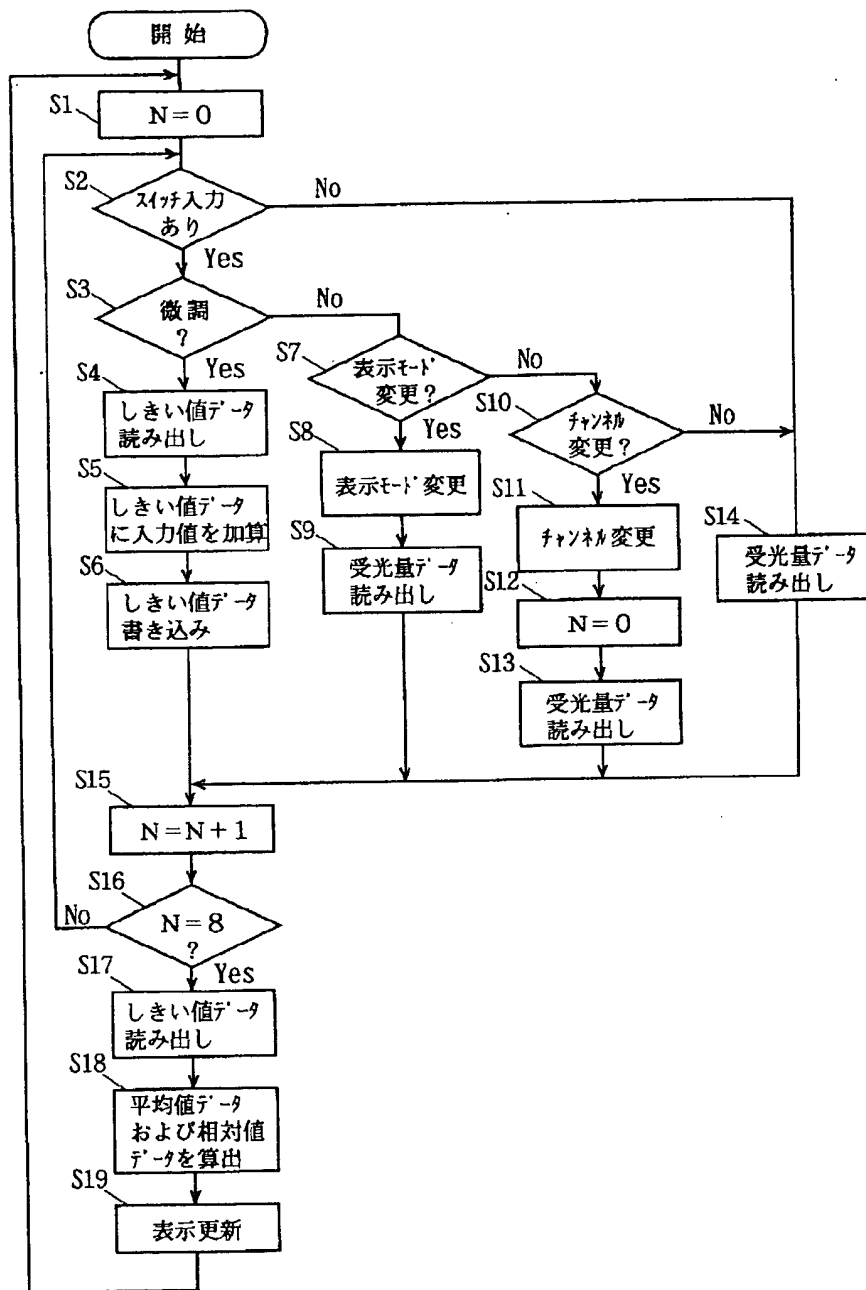 開始
S1
N=0
S2
スイッチ入力
あり
No
Yes
S3
微調
?
No
Yes
S4
しきい値データ
読み出し
S5
しきい値データ
に入力値を加算
S6
しきい値データ
書き込み
S7
表示モード
変更?
No
Yes
S8
表示モード変更
S9
受光量データ
読み出し
S10
チャンネル
変更?
No
Yes
S11
チャンネル変更
S12
N=0
S13
受光量データ
読み出し
S14
受光量データ
読み出し
S15
N=N+1
S16
N=8
?
No
Yes
S17
しきい値データ
読み出し
S18
平均値データ
および相対値
データを算出
S19
表示更新